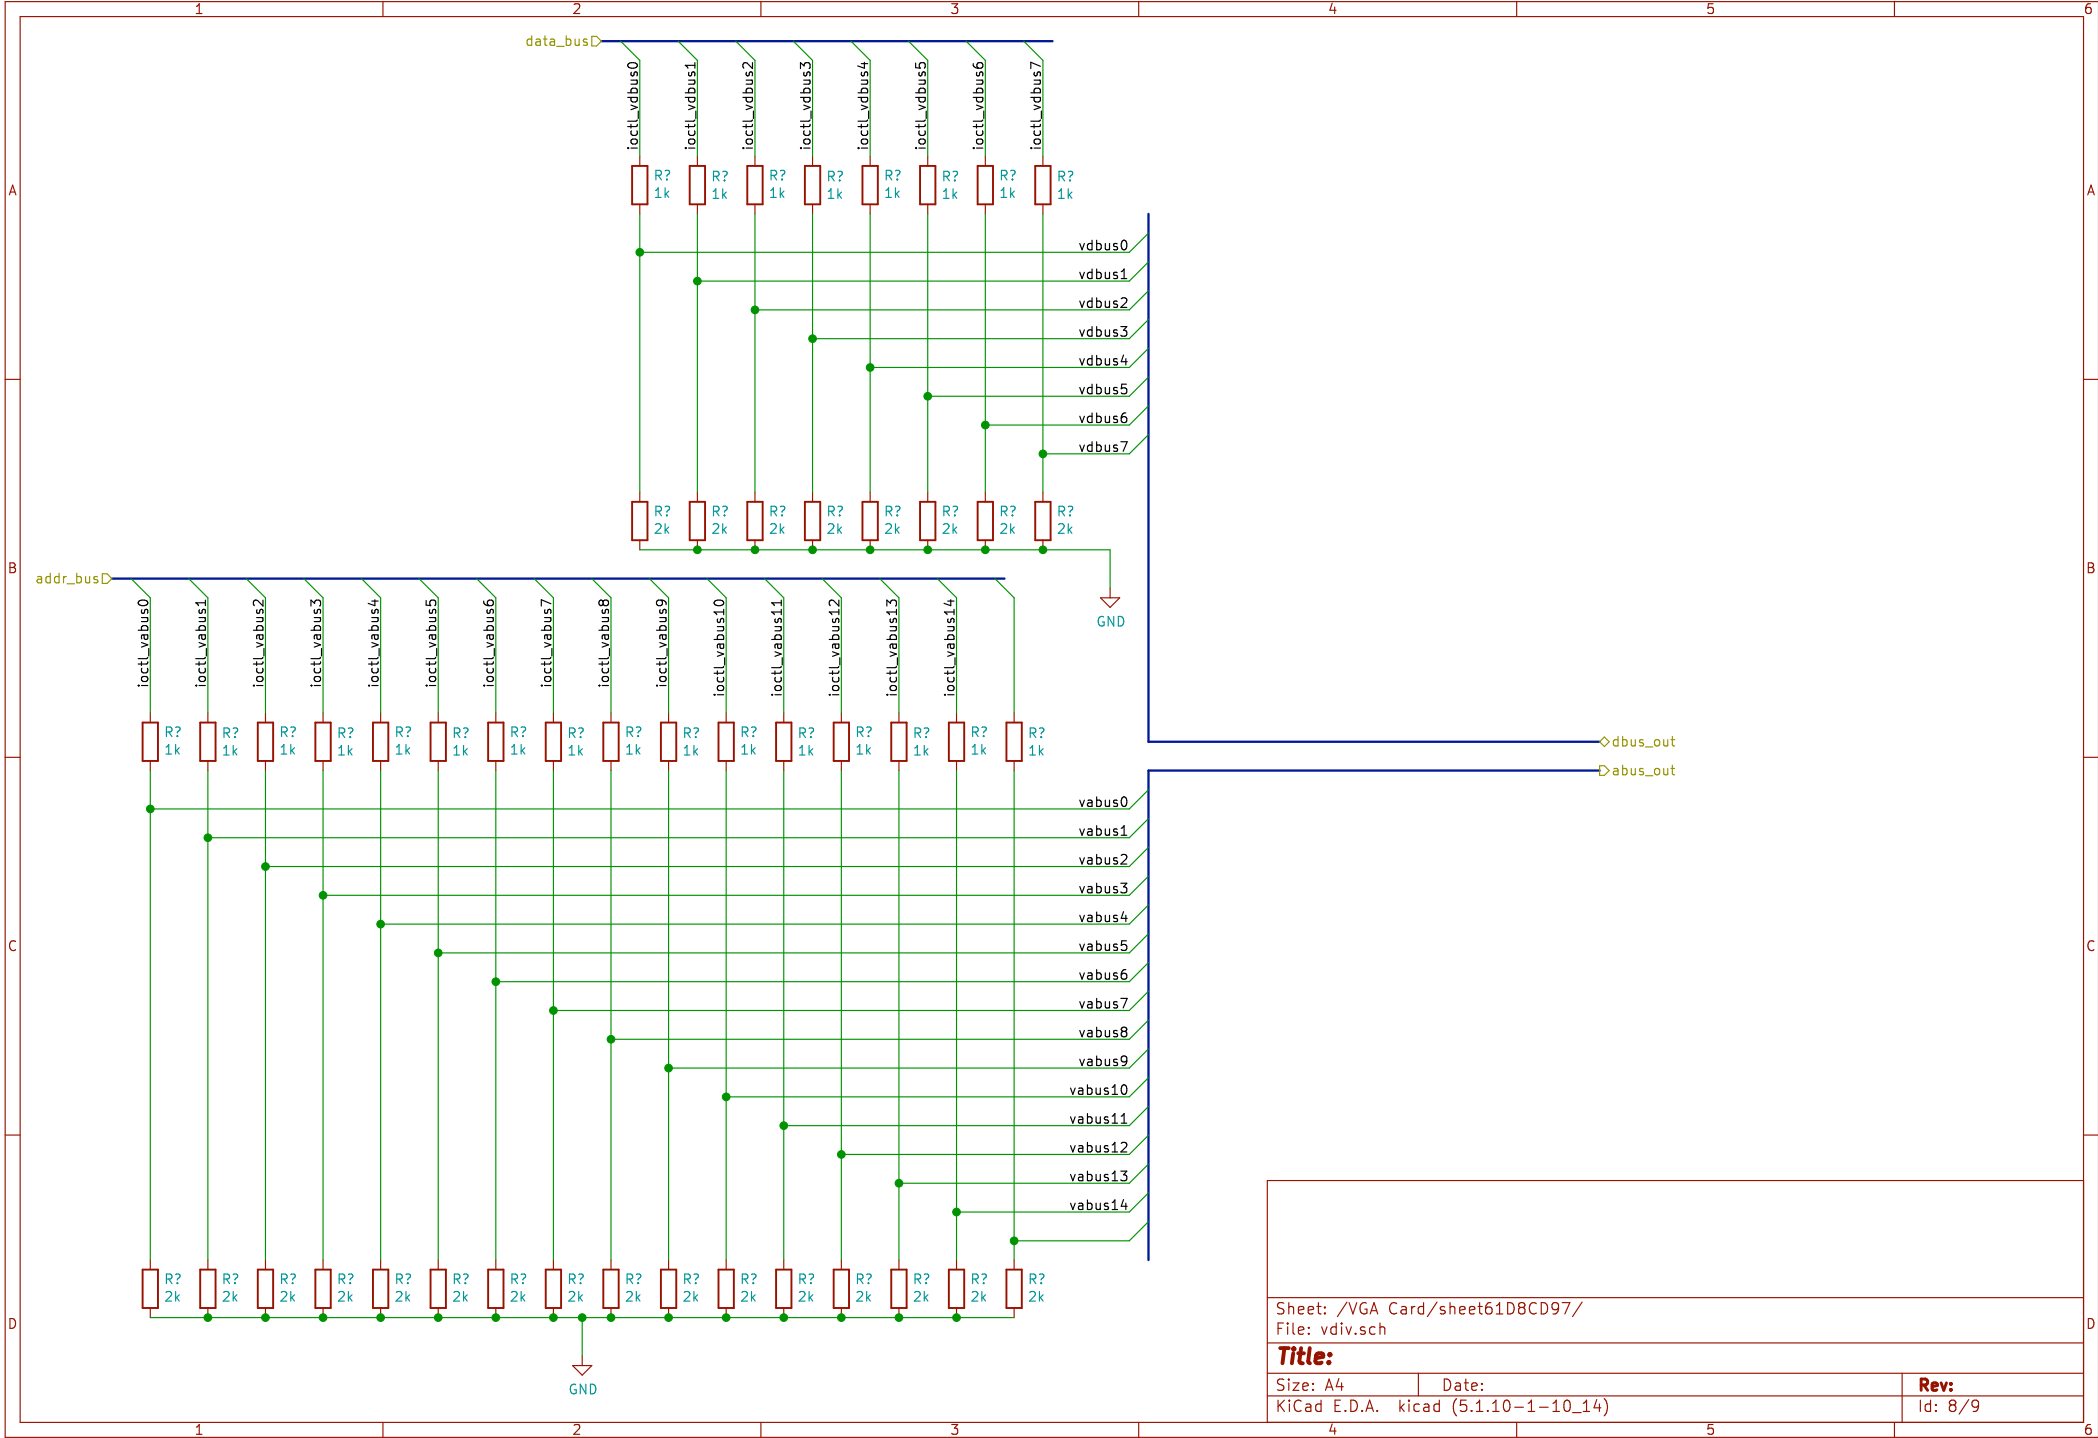 1 2 3 4 5 6
data_bus
ioctl_vdbus0 ioctl_vdbus1 ioctl_vdbus2 ioctl_vdbus3 ioctl_vdbus4 ioctl_vdbus5 ioctl_vdbus6 ioctl_vdbus7
R? R? R? R? R? R? R? R?
A A
1k 1k 1k 1k 1k 1k 1k 1k
vdbus0
vdbus1
vdbus2
vdbus3
vdbus4
vdbus5
vdbus6
vdbus7
R? R? R? R? R? R? R? R?
2k 2k 2k 2k 2k 2k 2k 2k
B B
addr_bus
GND
ioctl_vabus0 ioctl_vabus1 ioctl_vabus2 ioctl_vabus3 ioctl_vabus4 ioctl_vabus5 ioctl_vabus6 ioctl_vabus7 ioctl_vabus8 ioctl_vabus9 ioctl_vabus10 ioctl_vabus11 ioctl_vabus12 ioctl_vabus13 ioctl_vabus14
R? R? R? R? R? R? R? R? R? R? R? R? R? R? R? R?
1k 1k 1k 1k 1k 1k 1k 1k 1k 1k 1k 1k 1k 1k 1k 1k
dbus_out
abus_out
vabus0
vabus1
vabus2
vabus3
vabus4
C C
vabus5
vabus6
vabus7
vabus8
vabus9
vabus10
vabus11
vabus12
vabus13
vabus14
R? R? R? R? R? R? R? R? R? R? R? R? R? R? R? R?
2k 2k 2k 2k 2k 2k 2k 2k 2k 2k 2k 2k 2k 2k 2k 2k
D D
GND
Sheet: /VGA Card/sheet61D8CD97/
File: vdiv.sch
Title:
Size: A4 Date: Rev:
KiCad E.D.A. kicad (5.1.10-1-10_14) Id: 8/9
1 2 3 4 5 6